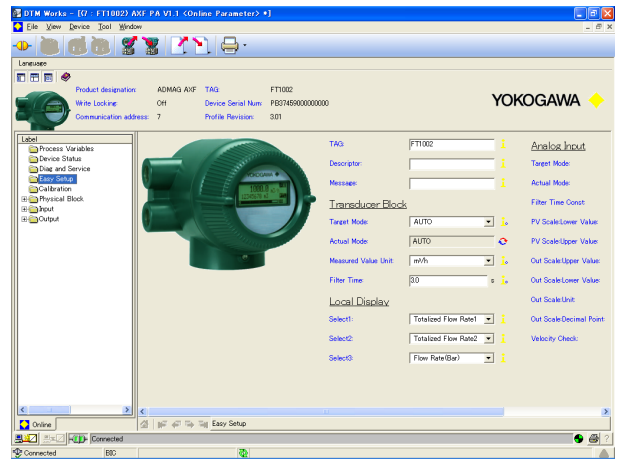 DTM Works - [(7 : FT1002) AXF PA V1.1 <Online Parameter> *]
File View Device Tool Window
Language
Product designation: ADMAG AXF TAG: FT1002
Write Locking: Off Device Serial Num: PB37459000000000
Communication address: 7 Profile Revision: 3.01
YOKOGAWA
Label
Process Variables
Device Status
Diag and Service
Easy Setup
Calibration
Physical Block
Input
Output
YOKOGAWA
TAG: FT1002
Descriptor:
Message:
Transducer Block
Target Mode: AUTO
Actual Mode: AUTO
Measured Value Unit: m³/h
Filter Time: 3.0 s
Local Display
Select1: Totalized Flow Rate1
Select2: Totalized Flow Rate2
Select3: Flow Rate(Bar)
Analog Input
Target Mode:
Actual Mode:
Filter Time Const:
PV Scale:Lower Value:
PV Scale:Upper Value:
Out Scale:Upper Value:
Out Scale:Lower Value:
Out Scale:Unit:
Out Scale:Decimal Point:
Velocity Check:
Online Easy Setup
Connected
Connected